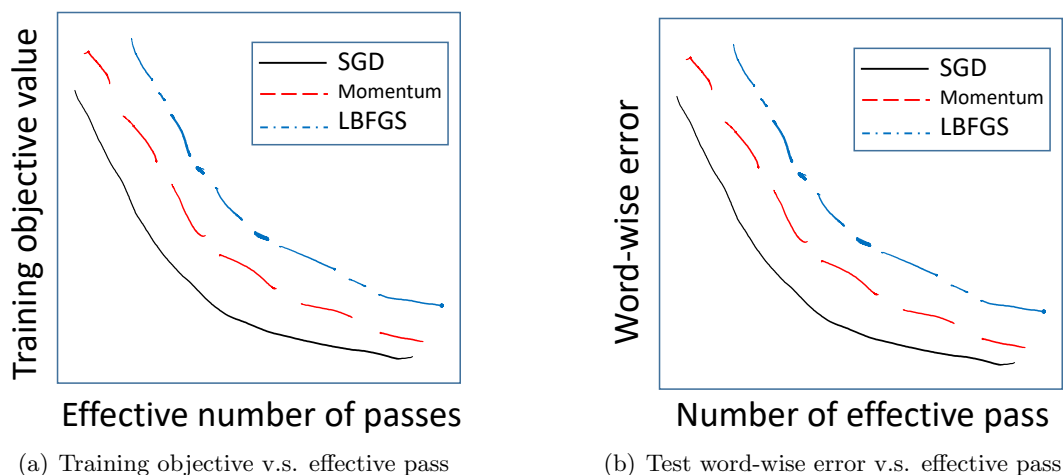 Training objective value
SGD
Momentum
LBFGS
Effective number of passes
(a) Training objective v.s. effective pass
Word-wise error
SGD
Momentum
LBFGS
Number of effective pass
(b) Test word-wise error v.s. effective pass